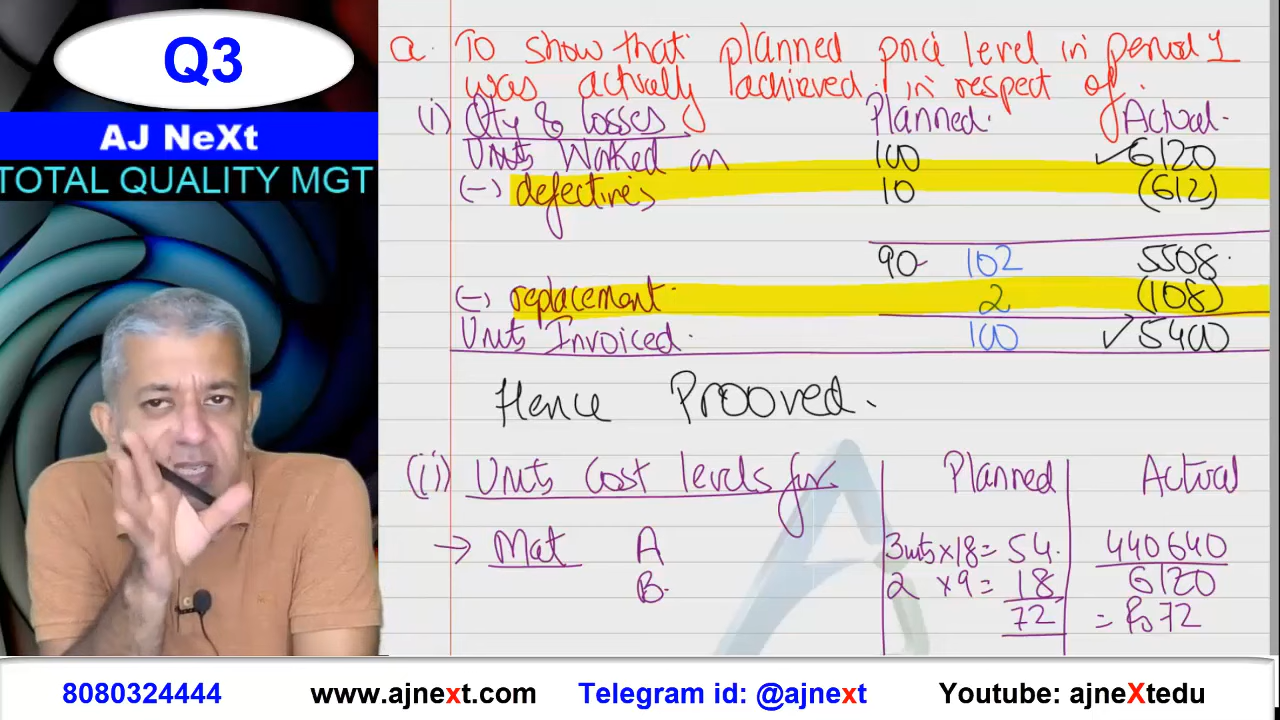 Q3
AJ NeXt
TOTAL QUALITY MGT
a. To show that planned price level in period 1
was actually achieved in respect of.
(i) Qty & losses Planned. Actual.
Units Worked on 100 ✓6120
(-) defectives 10 (612)
90 102 5508
(-) replacement 2 (108)
Units Invoiced. 100 ✓5400
Hence Prooved.
(ii) Units Cost levels for Planned Actual
→ Mat A 3uts×18= 54. 440640
B. 2 ×9= 18 6120
72 = Rs72
8080324444 www.ajnext.com Telegram id: @ajnext Youtube: ajneXtedu